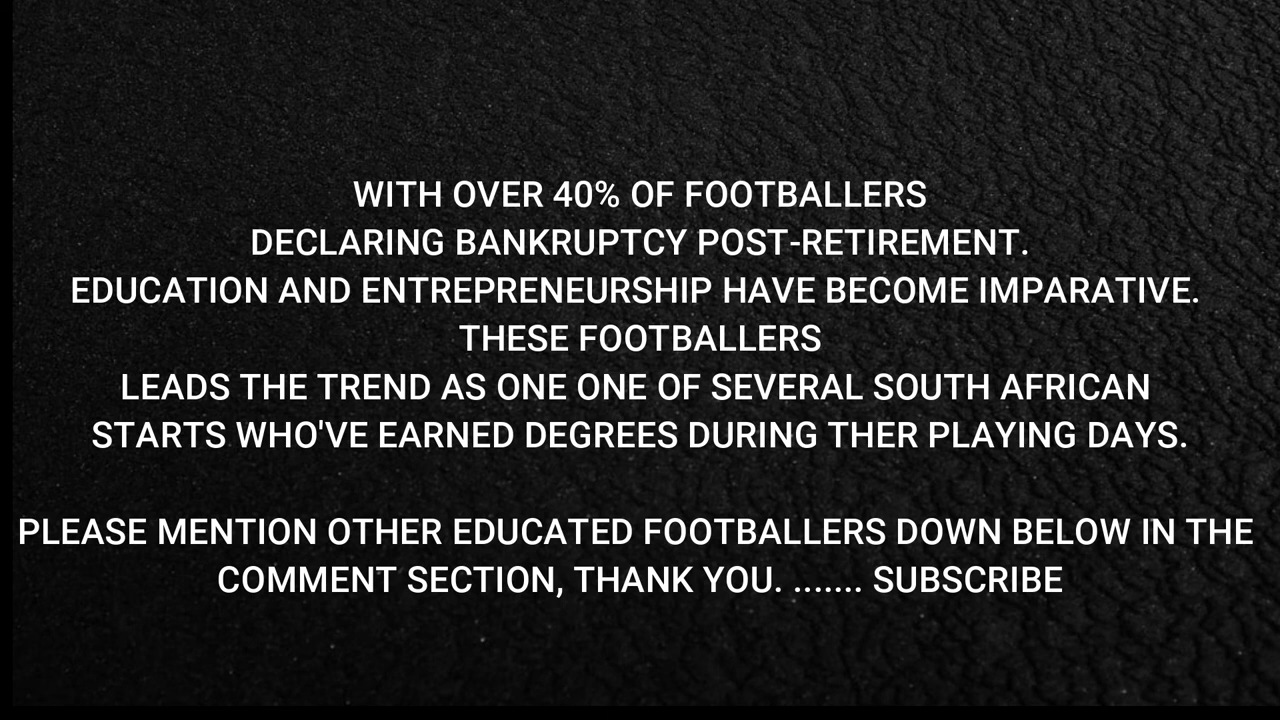 WITH OVER 40% OF FOOTBALLERS
DECLARING BANKRUPTCY POST-RETIREMENT.
EDUCATION AND ENTREPRENEURSHIP HAVE BECOME IMPARATIVE.
THESE FOOTBALLERS
LEADS THE TREND AS ONE ONE OF SEVERAL SOUTH AFRICAN
STARTS WHO'VE EARNED DEGREES DURING THER PLAYING DAYS.
PLEASE MENTION OTHER EDUCATED FOOTBALLERS DOWN BELOW IN THE
COMMENT SECTION, THANK YOU. ....... SUBSCRIBE